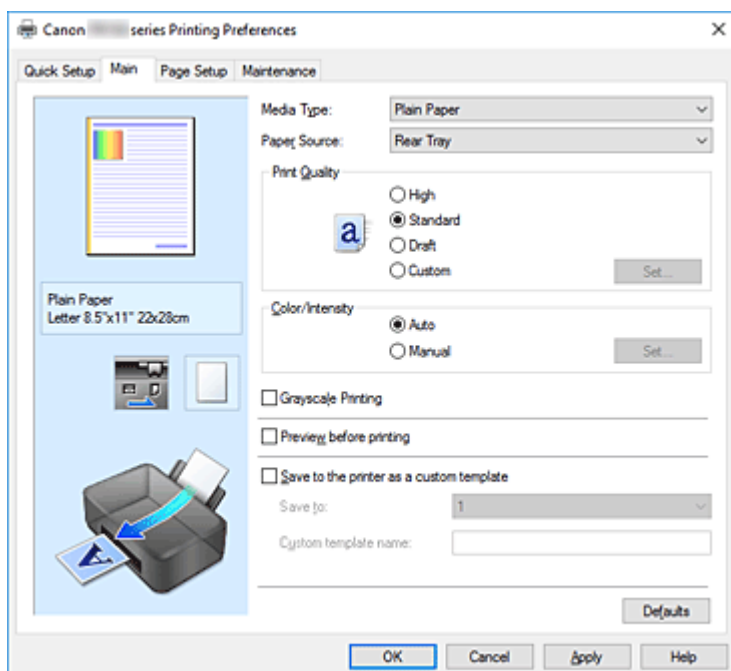 Canon series Printing Preferences
Quick Setup Main Page Setup Maintenance
Media Type: Plain Paper
Paper Source: Rear Tray
Print Quality
High
Standard
Draft
Custom Set...
a
Plain Paper
Letter 8.5"x11" 22x28cm
Color/Intensity
Auto
Manual Set...
Grayscale Printing
Preview before printing
Save to the printer as a custom template
Save to: 1
Custom template name:
A
Defaults
OK Cancel Apply Help